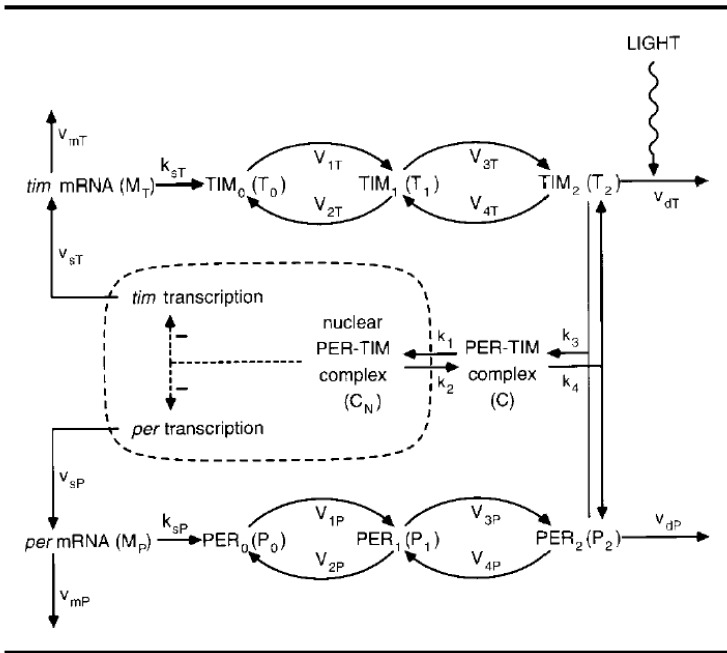 LIGHT
v_mT
k_sT
V_1T
V_3T
tim mRNA (M_T)
TIM_0 (T_0)
TIM_1 (T_1)
TIM_2 (T_2)
V_2T
V_4T
v_dT
v_sT
tim transcription
nuclear
PER-TIM
complex
(C_N)
k_1
k_2
PER-TIM
complex
(C)
k_3
k_4
–
–
per transcription
v_sP
k_sP
V_1P
V_3P
v_dP
per mRNA (M_P)
PER_0 (P_0)
PER_1 (P_1)
PER_2 (P_2)
V_2P
V_4P
v_mP